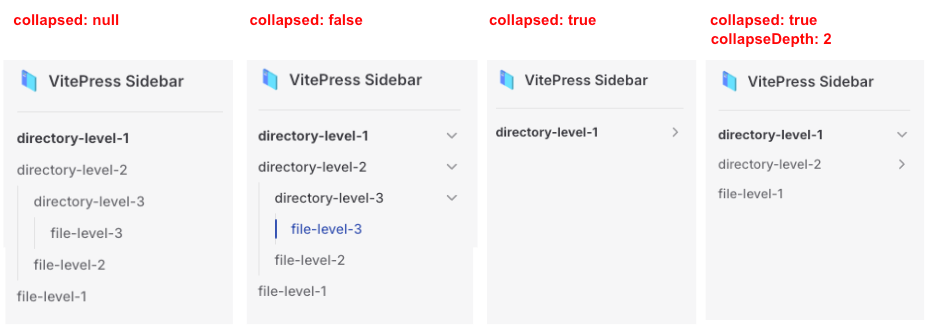 collapsed: null
VitePress Sidebar
directory-level-1
directory-level-2
directory-level-3
file-level-3
file-level-2
file-level-1
collapsed: false
VitePress Sidebar
directory-level-1
directory-level-2
directory-level-3
file-level-3
file-level-2
file-level-1
collapsed: true
VitePress Sidebar
directory-level-1
collapsed: true
collapseDepth: 2
VitePress Sidebar
directory-level-1
directory-level-2
file-level-1